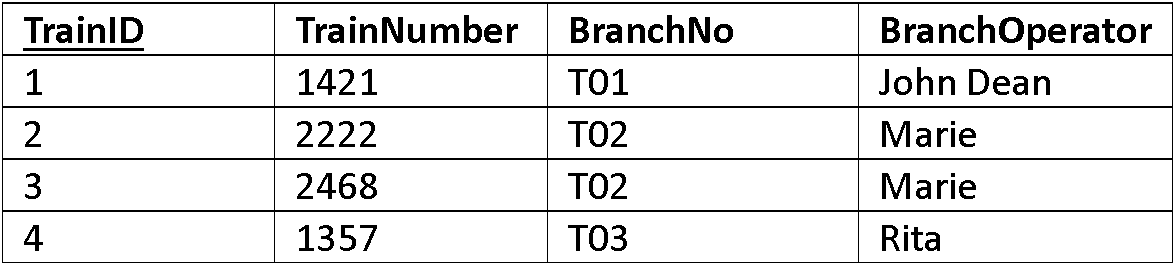 TrainID TrainNumber BranchNo BranchOperator
1 1421 T01 John Dean
2 2222 T02 Marie
3 2468 T02 Marie
4 1357 T03 Rita